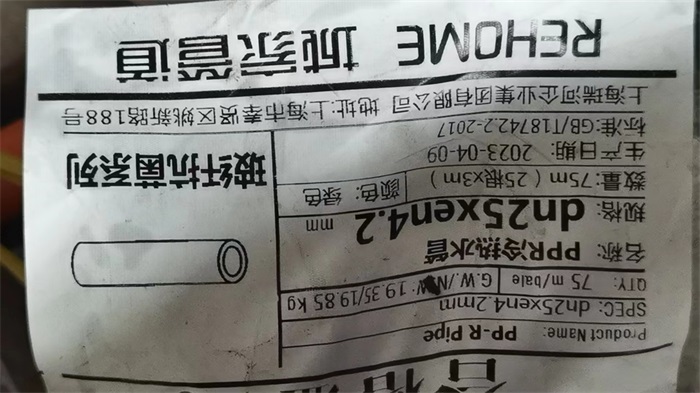 合格
Product Name: PP-R Pipe
SPEC: dn25xen4.2mm
QTY: 75 m/bale G.W./N.W: 19.35/19.85 kg
名称: PPR冷热水管
规格: dn25xen4.2 mm
数量:75m(25根×3m) 颜色: 绿色
生产日期: 2023-04-09
标准:GB/T18742.2-2017
玻纤抗菌系列
上海瑞河企业集团有限公司 地址:上海市奉贤区姚新路188号
REHOME 城家管道